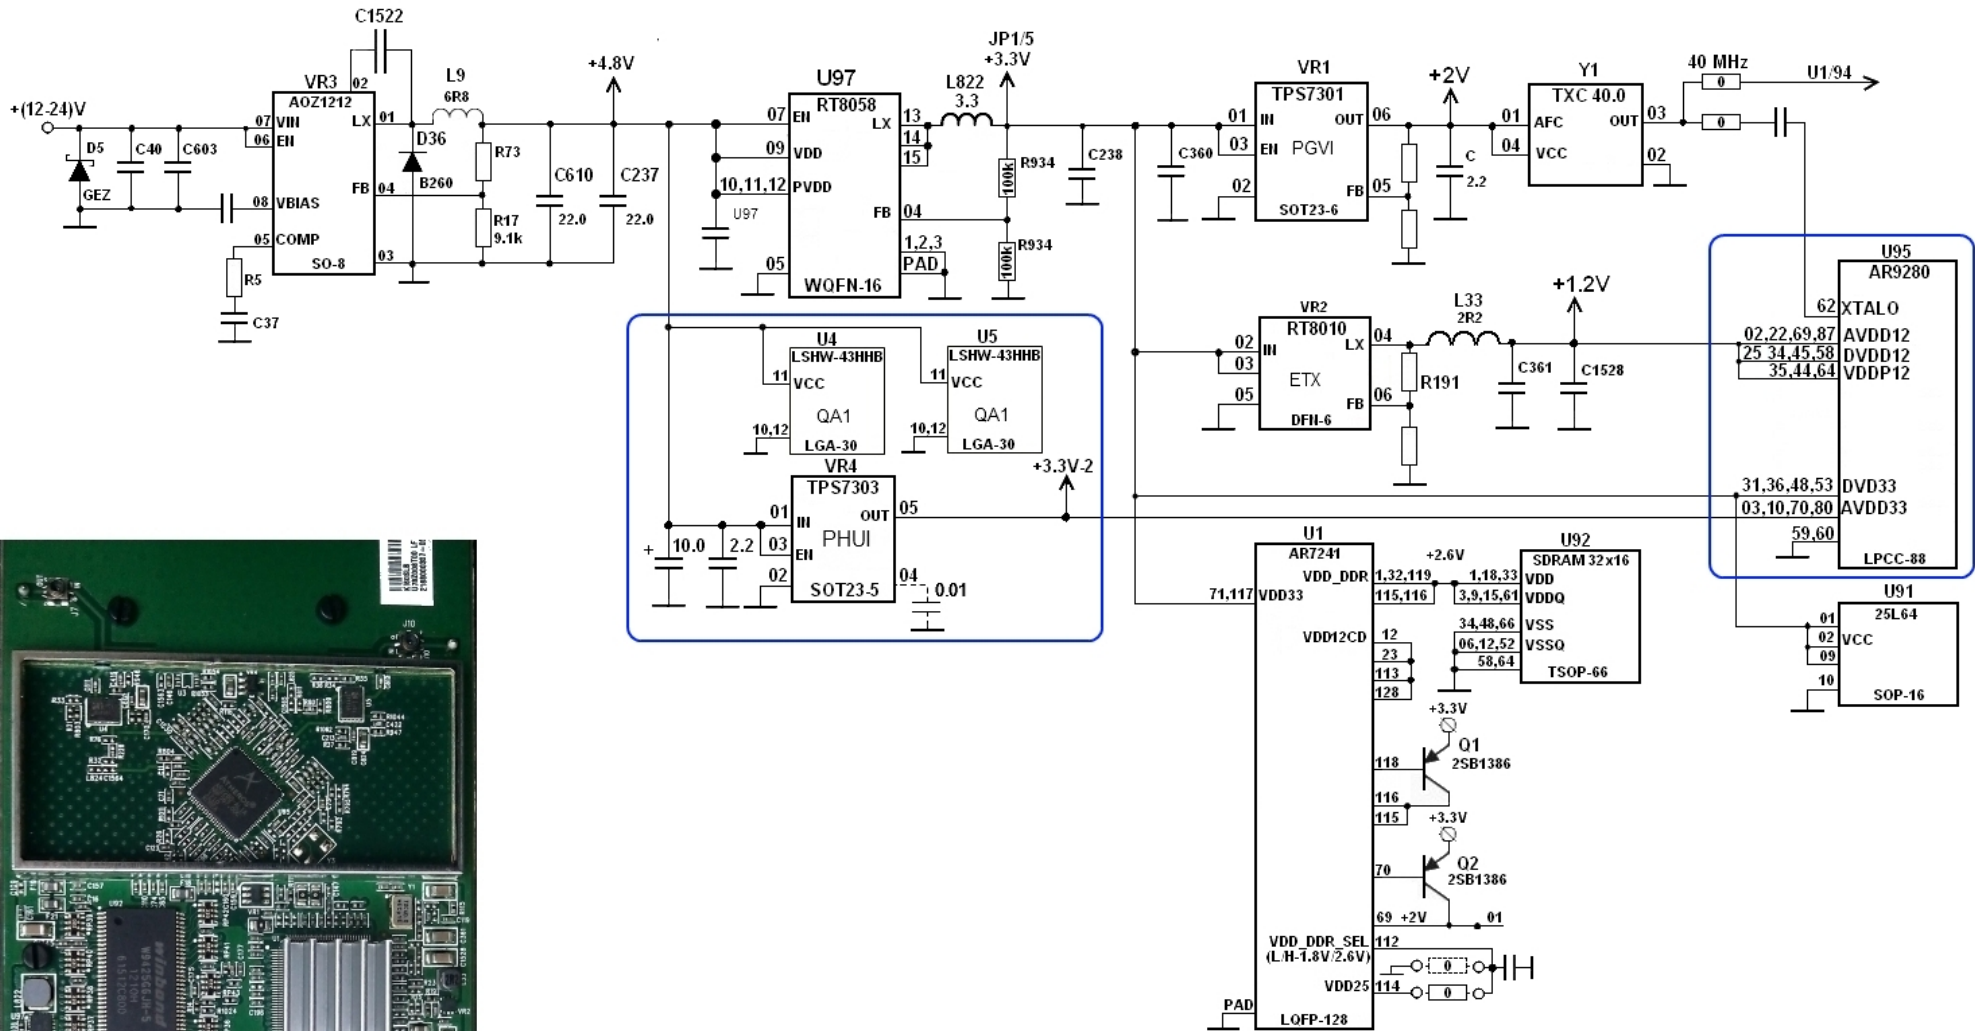 C1522
+(12-24)V
VR3
02
AOZ1212
07 VIN
06 EN
LX 01
D5
GEZ
C40
C603
08 VBIAS
FB 04
05 COMP
03
SO-8
R5
C37
L9
6R8
D36
B260
R73
R17
9.1k
C610
22.0
C237
22.0
+4.8V
U97
RT8058
07 EN
09 VDD
10,11,12 PVDD
U97
05
LX
13
14
15
FB 04
1,2,3
PAD
WQFN-16
L822
3.3
JP1/5
+3.3V
R934
100k
R934
100k
C238
C360
VR1
TPS7301
01 IN
03 EN
02
OUT 06
PGVI
FB 05
SOT23-6
+2V
C
2.2
Y1
TXC 40.0
01 AFC
04 VCC
OUT 03
02
40 MHz
0
U1/94
0
U4
LSHW-43HHB
11
VCC
QA1
10,12
LGA-30
U5
LSHW-43HHB
11
VCC
QA1
10,12
LGA-30
VR4
TPS7303
01 IN
03 EN
02
OUT 05
PHUI
04
SOT23-5
+ 10.0
2.2
0.01
+3.3V-2
VR2
RT8010
02 IN
03
05
LX 04
ETX
FB 06
DFN-6
R191
L33
2R2
C361
+1.2V
C1528
U95
AR9280
62 XTALO
02,22,69,87 AVDD12
25 34,45,58 DVDD12
35,44,64 VDDP12
31,36,48,53 DVD33
03,10,70,80 AVDD33
59,60
LPCC-88
U1
AR7241
71,117 VDD33
VDD_DDR 1,32,119
115,116
+2.6V
VDD12CD 12
23
113
128
118
116
115
70
69 +2V
01
VDD_DDR_SEL 112
(L/H-1.8V/2.6V)
0
VDD25 114
0
PAD
LQFP-128
U92
SDRAM 32x16
1,18,33 VDD
3,9,15,61 VDDQ
34,48,66 VSS
06,12,52 VSSQ
58,64
TSOP-66
+3.3V
Q1
2SB1386
+3.3V
Q2
2SB1386
U91
25L64
01
02 VCC
09
10
SOP-16
OUT
IN
J7
J10
U92
winbond
W9425G6JH-5
Y1